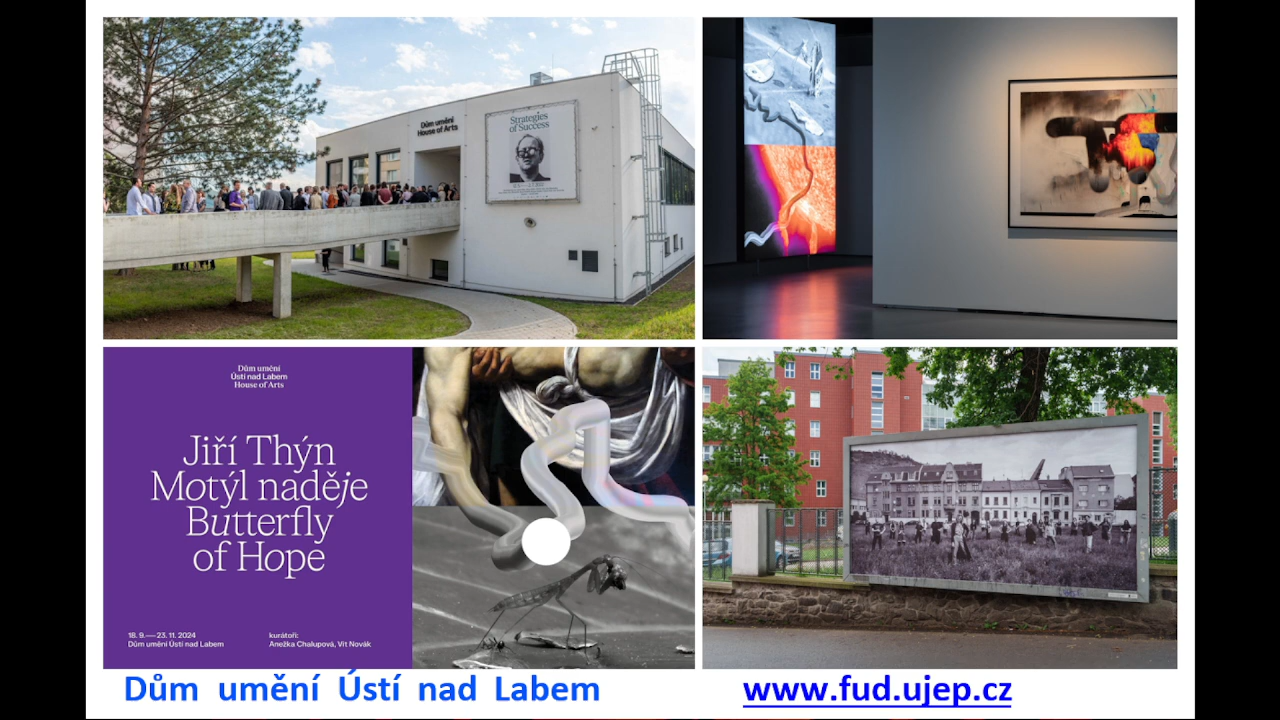 Dům umění
House of Arts
Strategies
of Success
Dům umění
Ústí nad Labem
House of Arts
Jiří Thýn
Motýl naděje
Butterfly
of Hope
18. 9.—23. 11. 2024
Dům umění Ústí nad Labem
kurátoři:
Anežka Chalupová, Vít Novák
Dům umění Ústí nad Labem
www.fud.ujep.cz